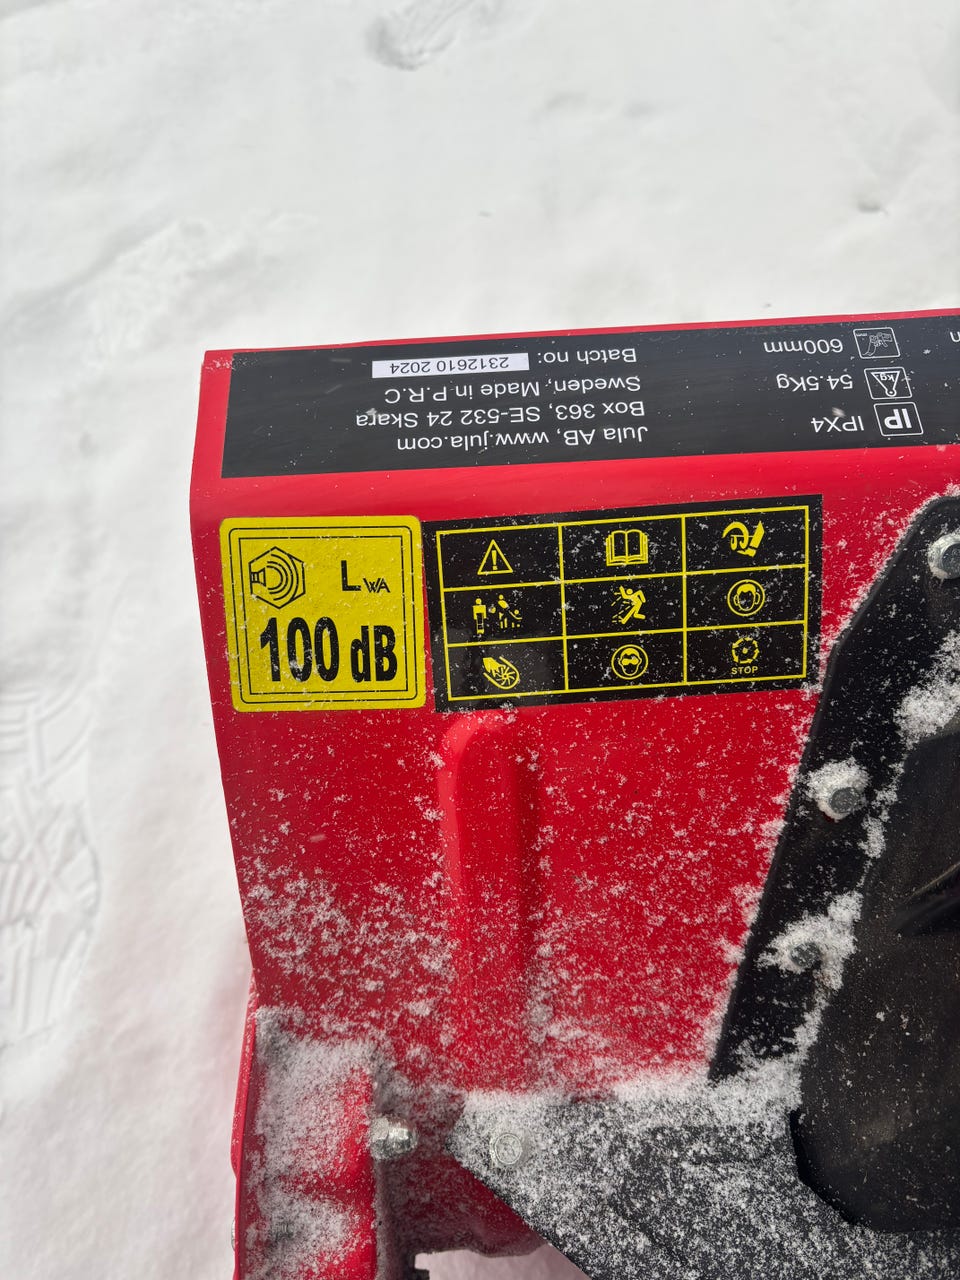 Jula AB, www.jula.com
Box 363, SE-532 24 Skara
Sweden, Made in P.R.C
Batch no: 2312610 2024
IP IPX4
kg 54.5Kg
600mm
LWA
100 dB
STOP